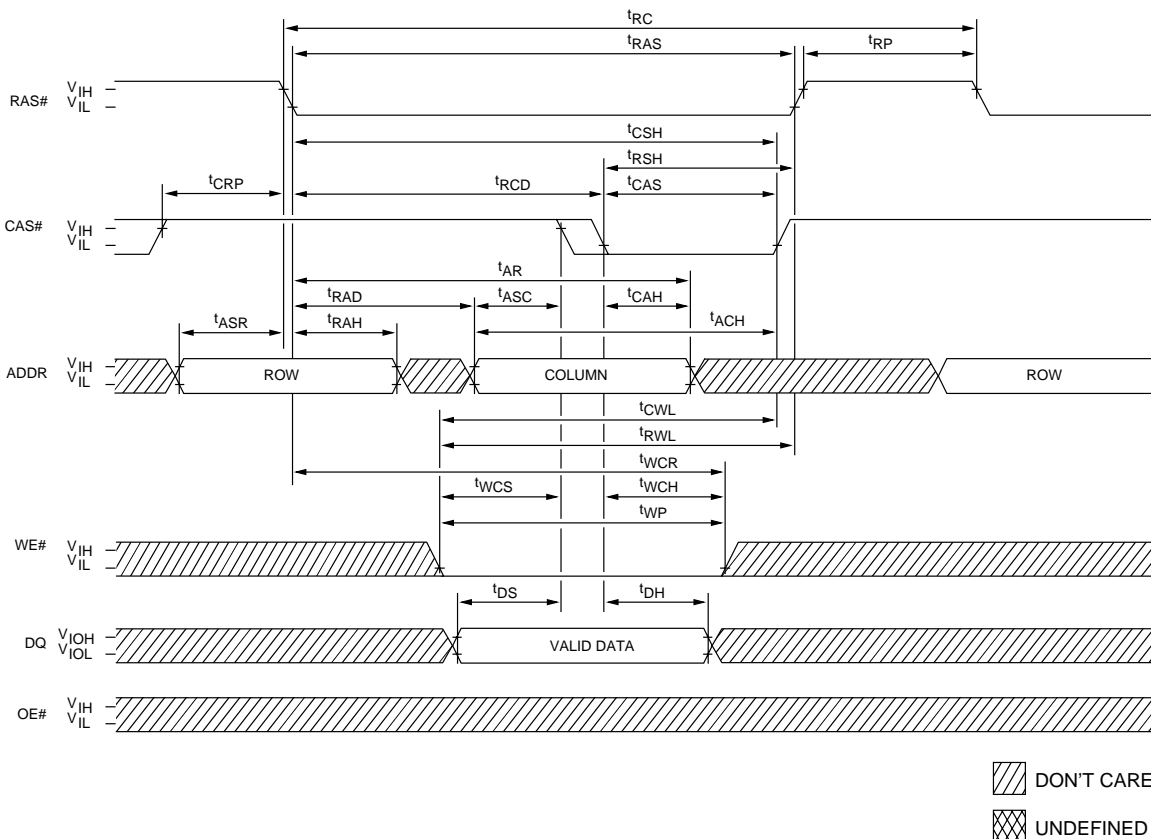 tRC
tRAS tRP
RAS# VIH
VIL
tCSH
tRSH
tCRP tRCD tCAS
CAS# VIH
VIL
tAR
tRAD tASC tCAH
tASR tRAH tACH
ADDR VIH
VIL
ROW COLUMN ROW
tCWL
tRWL
tWCR
tWCS tWCH
tWP
WE# VIH
VIL
tDS tDH
DQ VIOH
VIOL
VALID DATA
OE# VIH
VIL
DON'T CARE
UNDEFINED